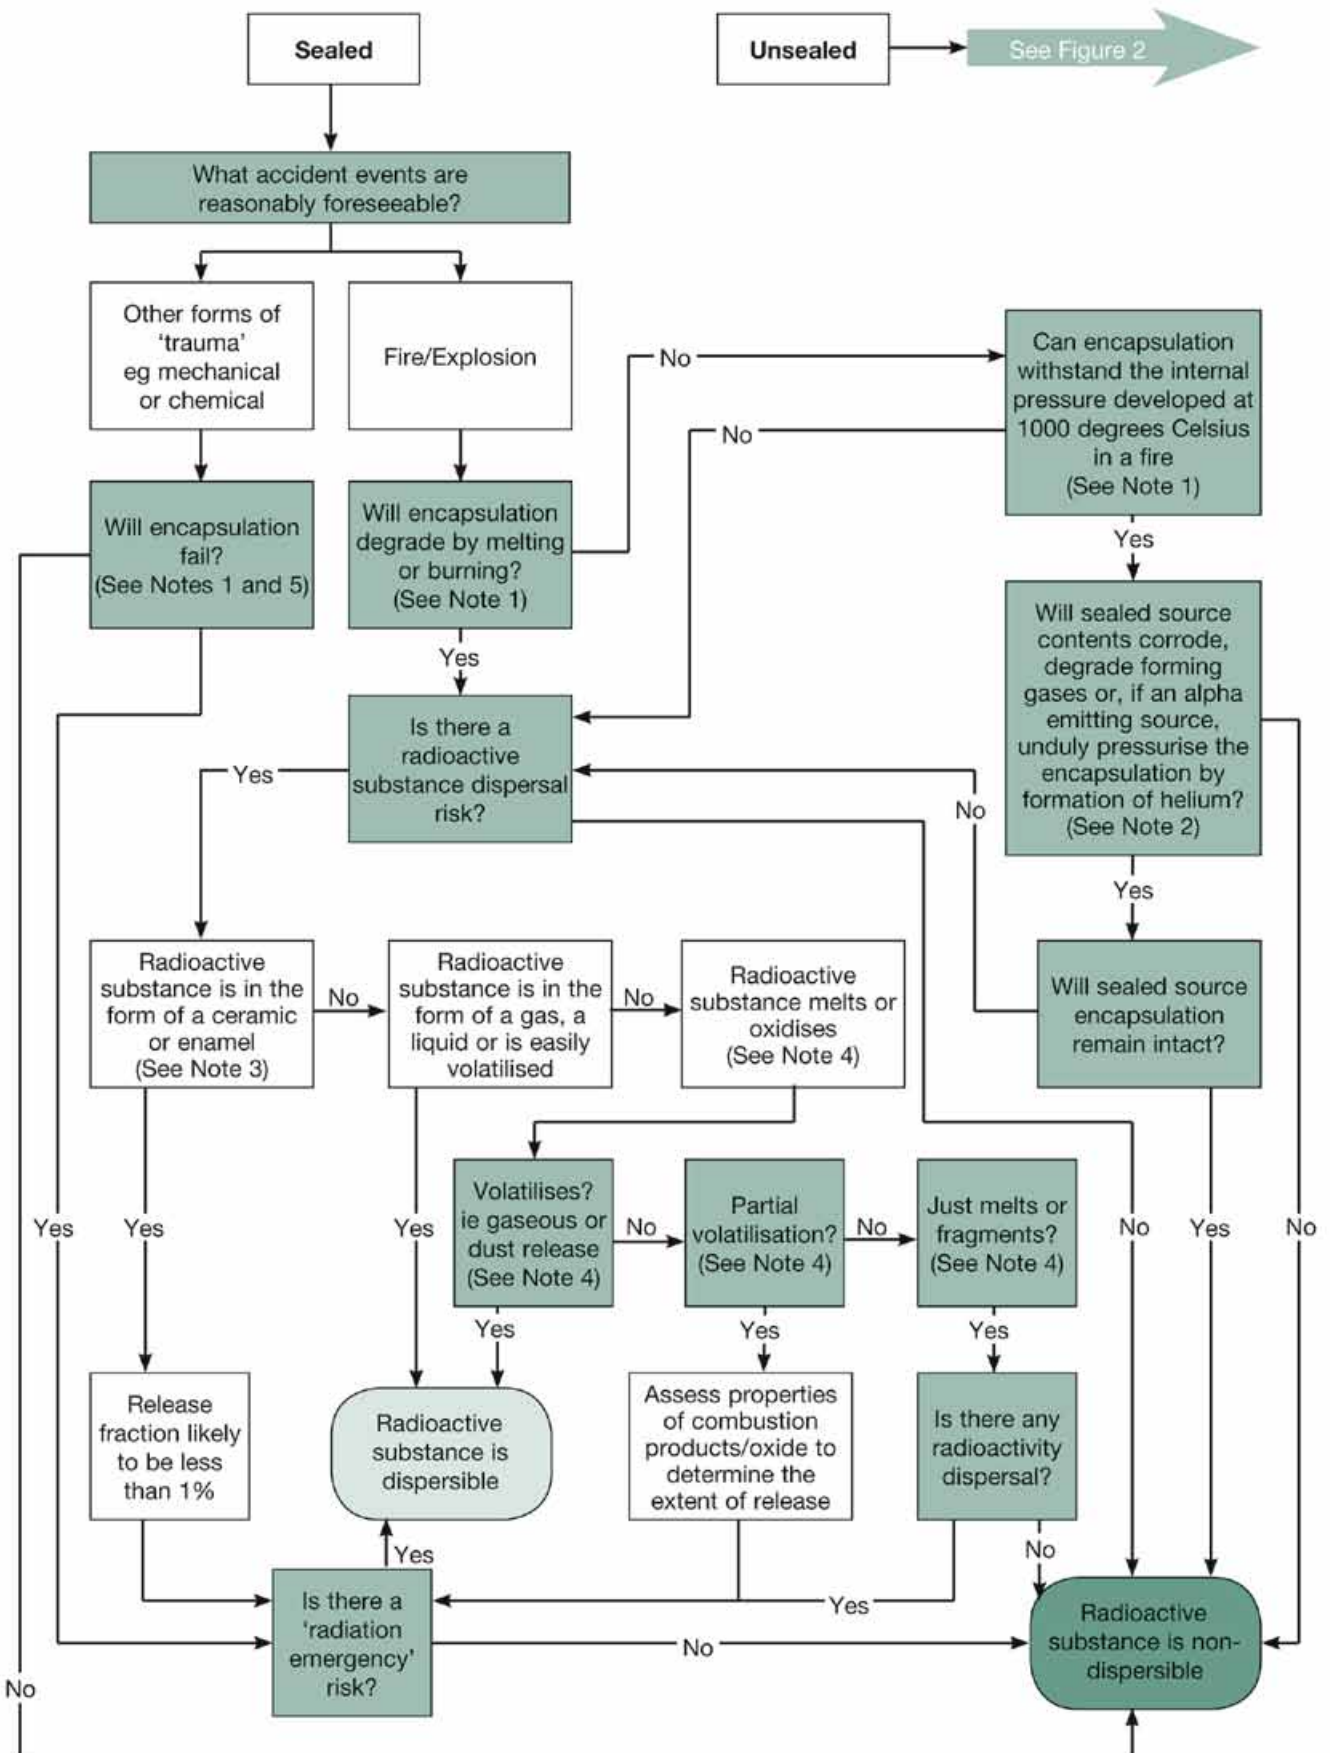 Sealed
Unsealed
See Figure 2
What accident events are
reasonably foreseeable?
Other forms of
‘trauma’
eg mechanical
or chemical
Fire/Explosion
No
Can encapsulation
withstand the internal
pressure developed at
1000 degrees Celsius
in a fire
(See Note 1)
No
Will encapsulation
fail?
(See Notes 1 and 5)
Will encapsulation
degrade by melting
or burning?
(See Note 1)
Yes
Yes
Will sealed source
contents corrode,
degrade forming
gases or, if an alpha
emitting source,
unduly pressurise the
encapsulation by
formation of helium?
(See Note 2)
Is there a
radioactive
substance dispersal
risk?
Yes
No
Yes
Radioactive
substance is in the
form of a ceramic
or enamel
(See Note 3)
No
Radioactive
substance is in the
form of a gas, a
liquid or is easily
volatilised
No
Radioactive
substance melts or
oxidises
(See Note 4)
Will sealed source
encapsulation
remain intact?
Yes
Yes
Yes
Volatilises?
ie gaseous or
dust release
(See Note 4)
No
Partial
volatilisation?
(See Note 4)
No
Just melts or
fragments?
(See Note 4)
No
Yes
No
Yes
Yes
Yes
Release
fraction likely
to be less
than 1%
Radioactive
substance is
dispersible
Assess properties
of combustion
products/oxide to
determine the
extent of release
Is there any
radioactivity
dispersal?
Yes
No
Is there a
‘radiation
emergency’
risk?
Yes
No
Radioactive
substance is non-
dispersible
No